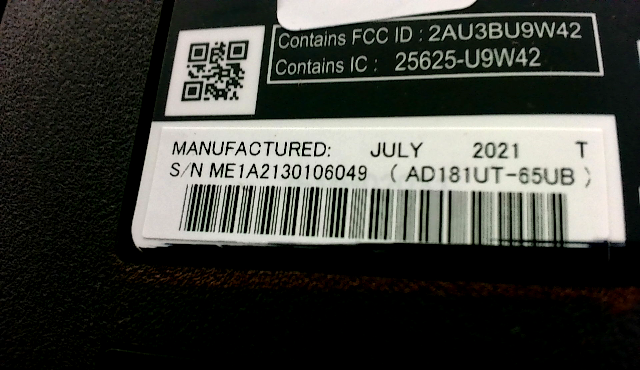 Contains FCC ID : 2AU3BU9W42
Contains IC : 25625-U9W42
MANUFACTURED: JULY 2021 T
S/N ME1A2130106049 ( AD181UT-65UB )